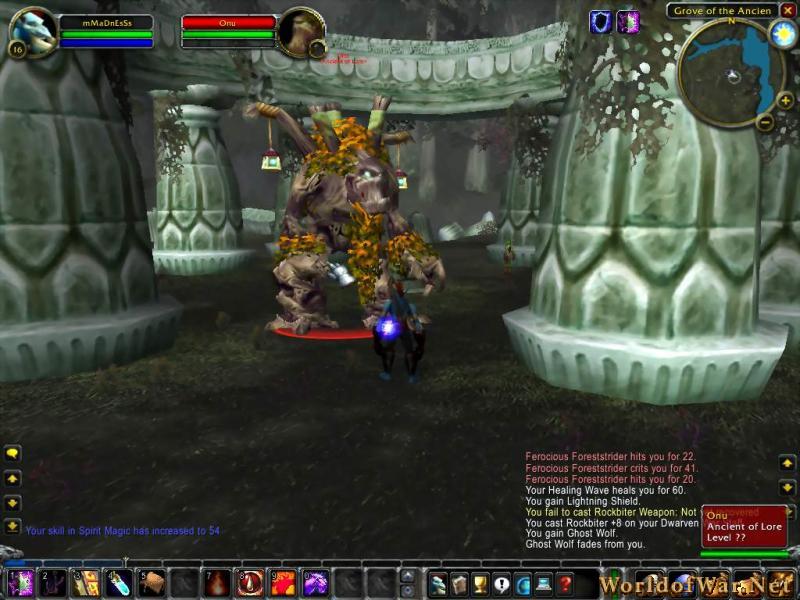 mMaDnEsSs
Onu
Grove of the Ancien
N
16
Ferocious Foreststrider hits you for 22.
Ferocious Foreststrider crits you for 41.
Ferocious Foreststrider hits you for 20.
Your Healing Wave heals you for 60.
You gain Lightning Shield.
You fail to cast Rockbiter Weapon: Not
You cast Rockbiter +8 on your Dwarven
You gain Ghost Wolf.
Ghost Wolf fades from you.
Your skill in Spirit Magic has increased to 54
Onu
Ancient of Lore
Level ??
WorldofWar.Net